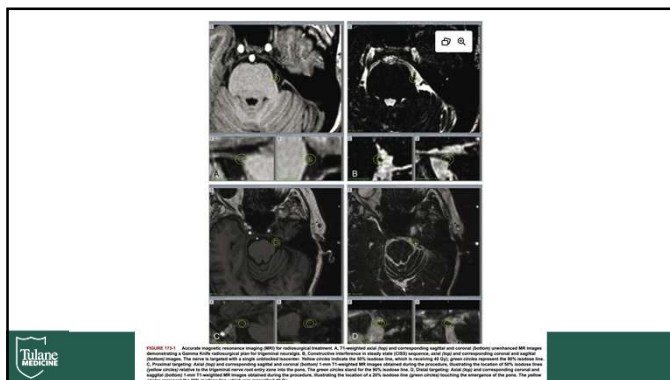 A
B
C
D
Tulane
MEDICINE
FIGURE 173-1 Accurate magnetic resonance imaging (MRI) for radiosurgical treatment. A, T1-weighted axial (top) and corresponding sagittal and coronal (bottom) unenhanced MR images
demonstrating a Gamma Knife radiosurgical plan for trigeminal neuralgia. B, Constructive interference in steady state (CISS) sequence, axial (top) and corresponding coronal and sagittal
(bottom) images. The nerve is targeted with a single unblocked isocenter. Yellow circles indicate the 50% isodose line, which is receiving 40 Gy; green circles represent the 80% isodose line.
C, Proximal targeting: Axial (top) and corresponding sagittal and coronal (bottom) 1-mm T1-weighted MR images obtained during the procedure, illustrating the location of 50% isodose lines
(yellow circles) relative to the trigeminal nerve root entry zone into the pons. The green circles stand for the 80% isodose line. D, Distal targeting: Axial (top) and corresponding coronal and
sagittal (bottom) 1-mm T1-weighted MR images obtained during the procedure, illustrating the location of a 20% isodose line (green circles) touching the emergence of the pons. The yellow